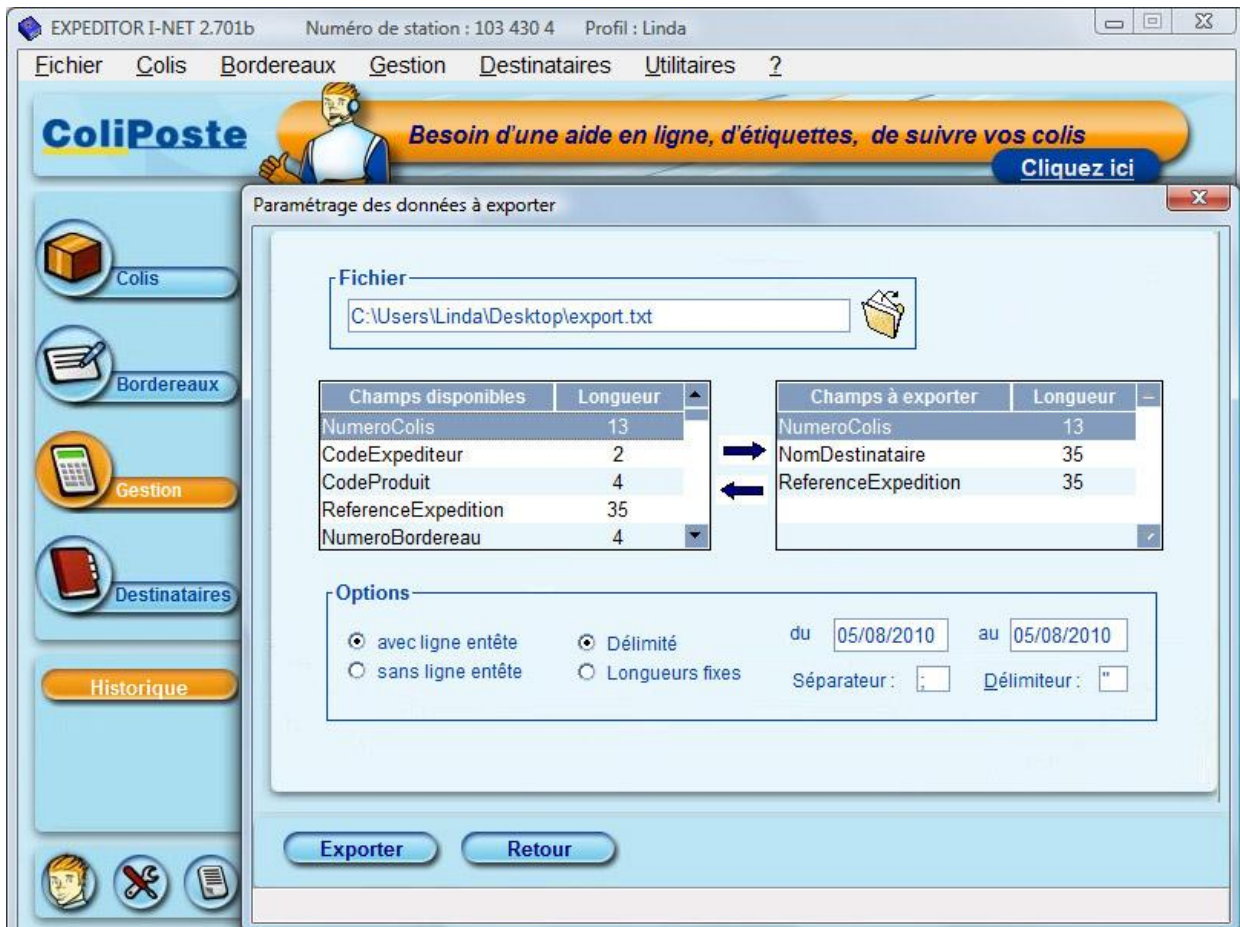 EXPEDITOR I-NET 2.701b Numéro de station : 103 430 4 Profil : Linda
Fichier Colis Bordereaux Gestion Destinataires Utilitaires ?
ColiPoste
Besoin d'une aide en ligne, d'étiquettes, de suivre vos colis
Cliquez ici
Paramétrage des données à exporter
Colis
Bordereaux
Gestion
Destinataires
Historique
Fichier
C:\Users\Linda\Desktop\export.txt
Champs disponibles Longueur
NumeroColis 13
CodeExpediteur 2
CodeProduit 4
ReferenceExpedition 35
NumeroBordereau 4
Champs à exporter Longueur
NumeroColis 13
NomDestinataire 35
ReferenceExpedition 35
Options
avec ligne entête
sans ligne entête
Délimité
Longueurs fixes
du 05/08/2010 au 05/08/2010
Séparateur : ; Délimiteur : "
Exporter Retour